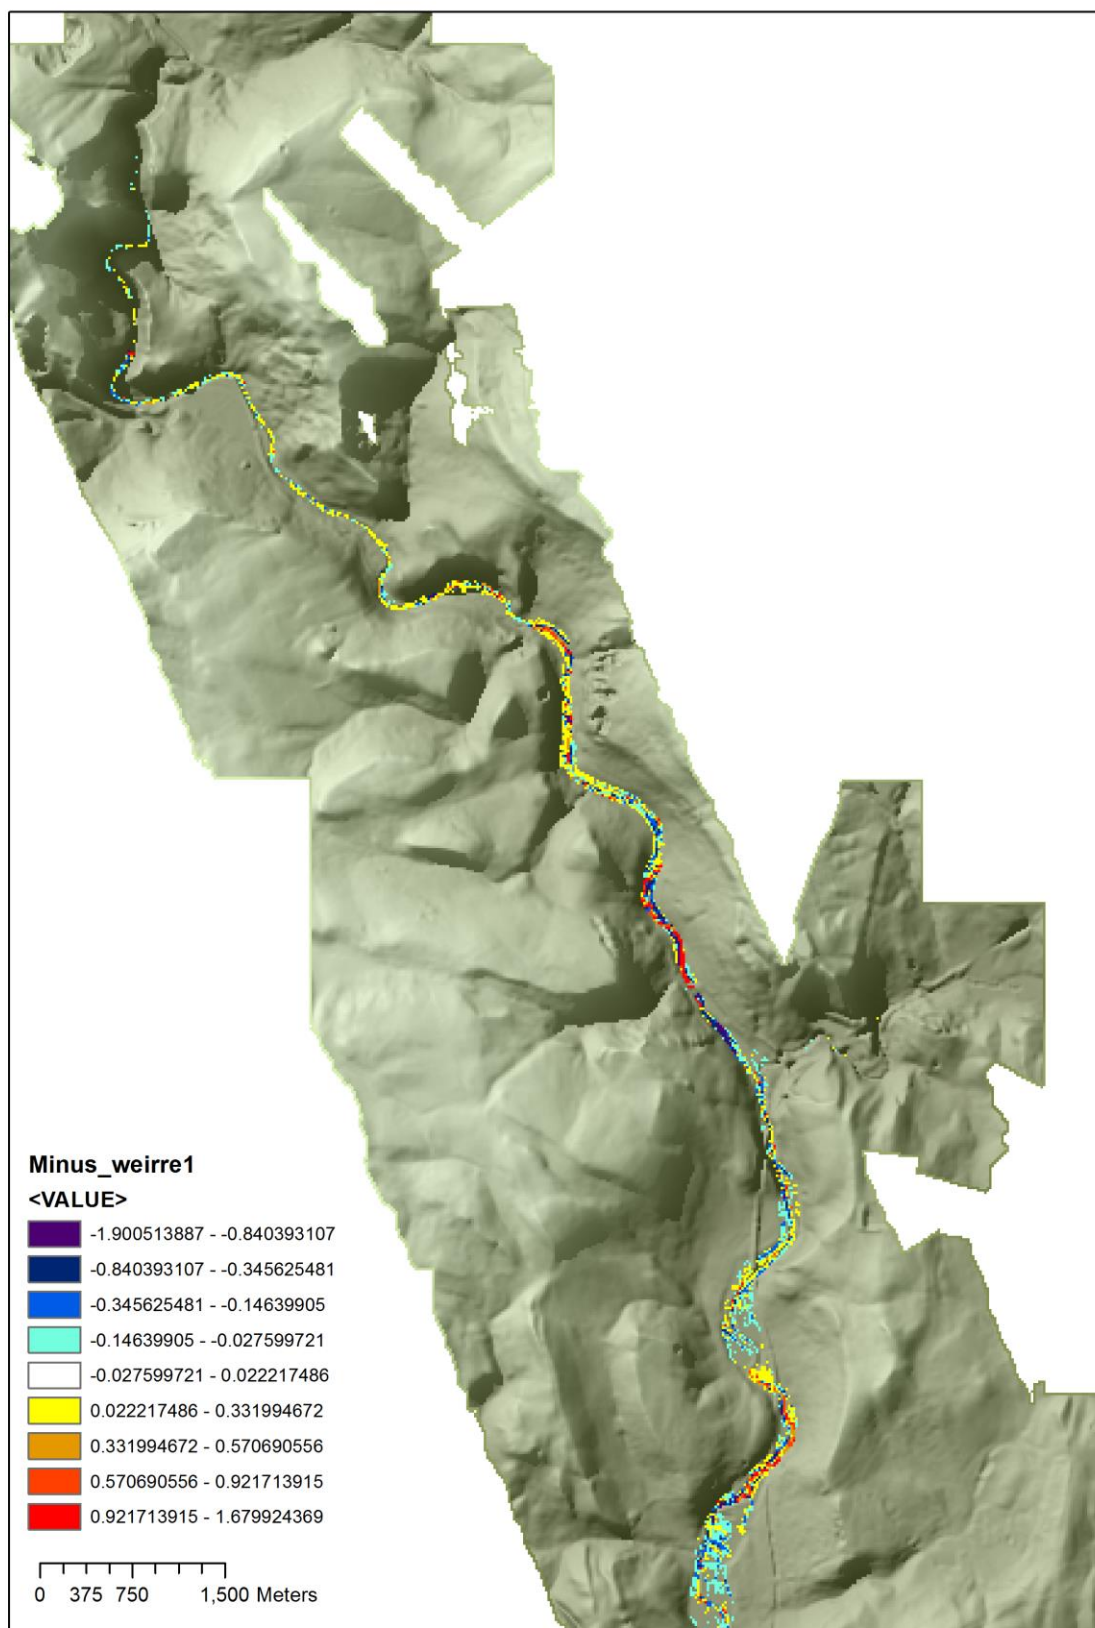 Minus_weirre1
<VALUE>
-1.900513887 - -0.840393107
-0.840393107 - -0.345625481
-0.345625481 - -0.14639905
-0.14639905 - -0.027599721
-0.027599721 - 0.022217486
0.022217486 - 0.331994672
0.331994672 - 0.570690556
0.570690556 - 0.921713915
0.921713915 - 1.679924369
0 375 750 1,500 Meters